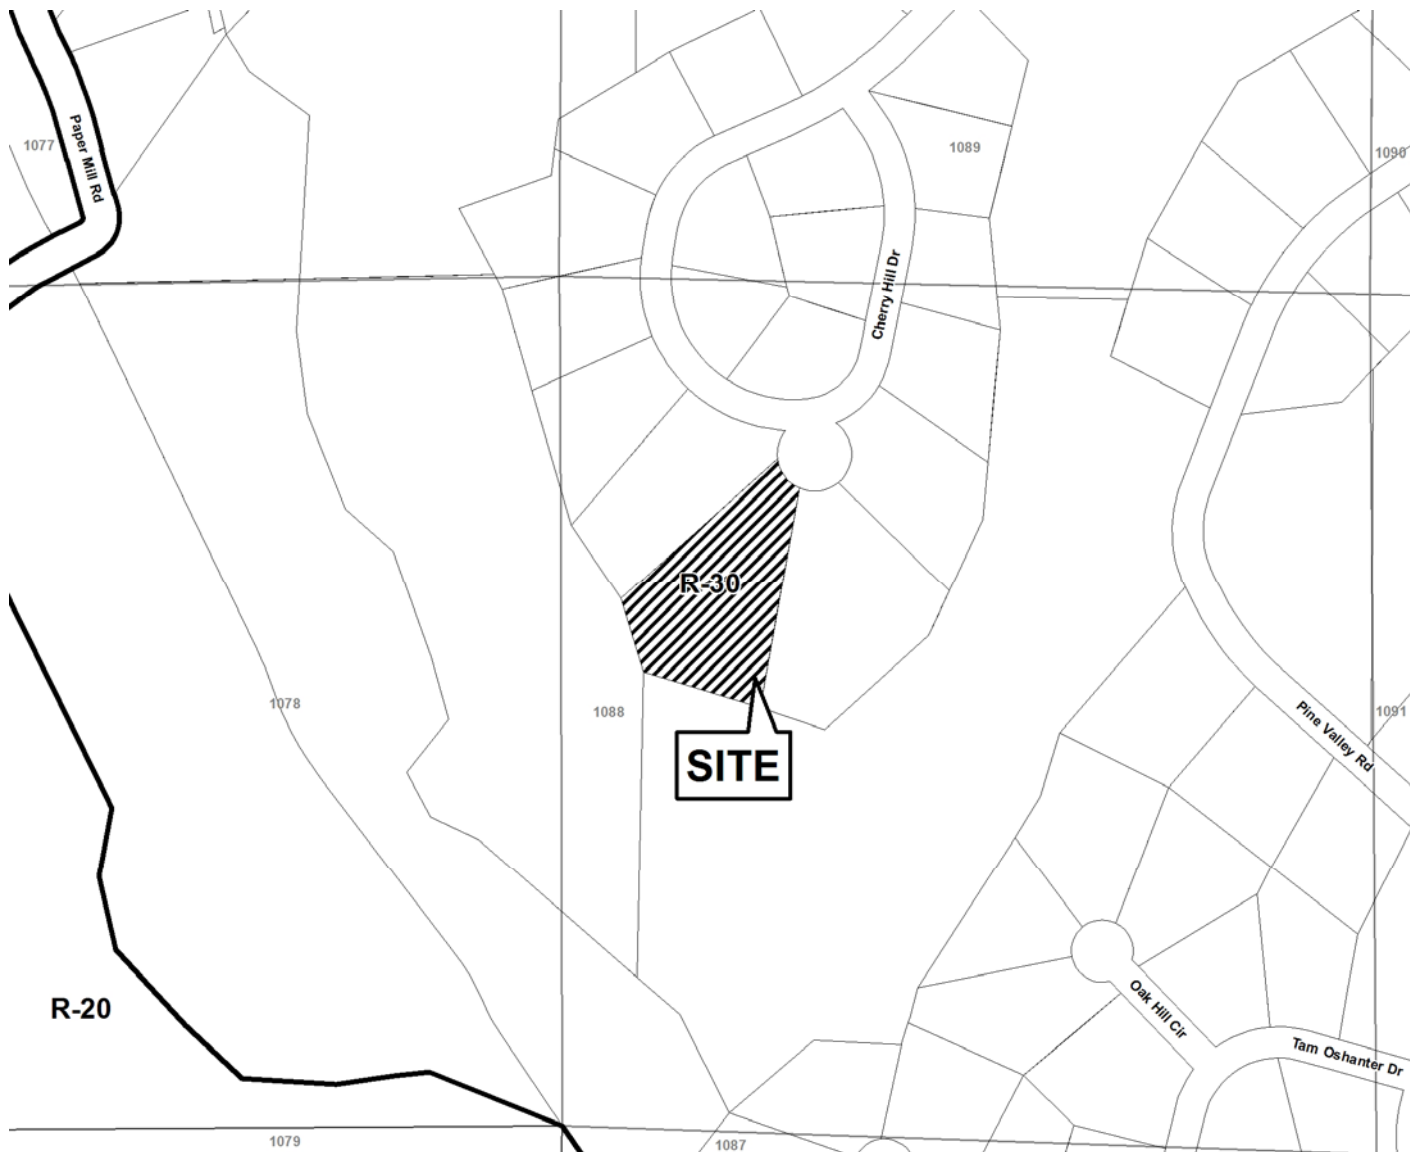 1077
Paper Mill Rd
1089
1090
Cherry Hill Dr
R-30
1078
1088
1091
Pine Valley Rd
SITE
R-20
Oak Hill Cir
Tam Oshanter Dr
1079
1087